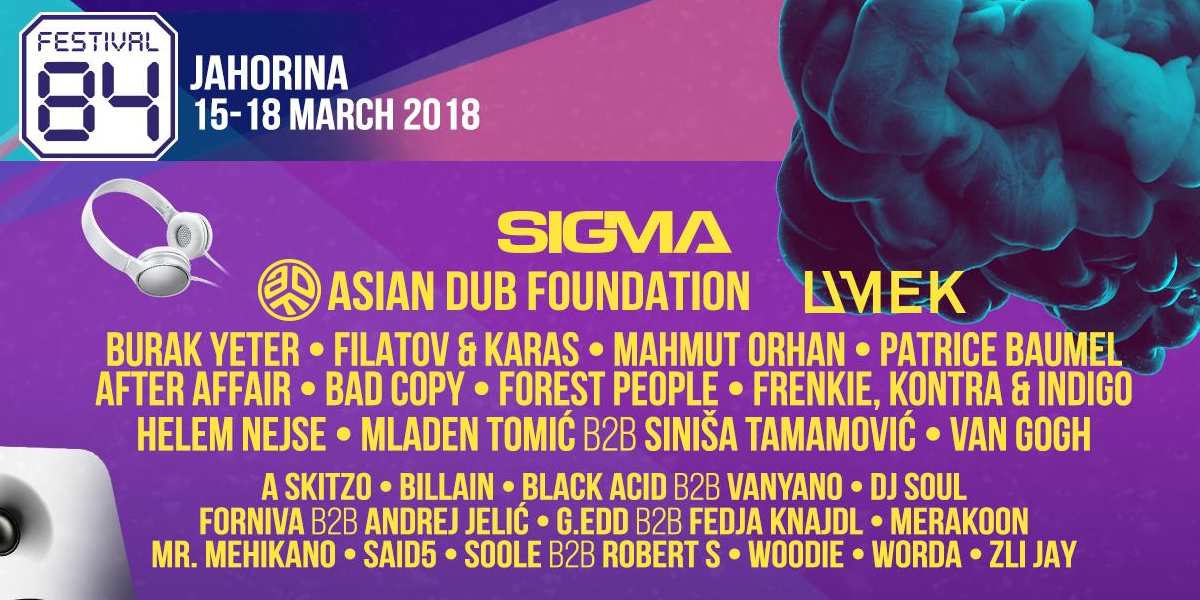 FESTIVAL
84
JAHORINA
15-18 MARCH 2018
SIGMA
ADF ASIAN DUB FOUNDATION UMEK
BURAK YETER • FILATOV & KARAS • MAHMUT ORHAN • PATRICE BAUMEL
AFTER AFFAIR • BAD COPY • FOREST PEOPLE • FRENKIE, KONTRA & INDIGO
HELEM NEJSE • MLADEN TOMIĆ B2B SINIŠA TAMAMOVIĆ • VAN GOGH
A SKITZO • BILLAIN • BLACK ACID B2B VANYANO • DJ SOUL
FORNIVA B2B ANDREJ JELIĆ • G.EDD B2B FEDJA KNAJDL • MERAKOON
MR. MEHIKANO • SAID5 • SOOLE B2B ROBERT S • WOODIE • WORDA • ZLI JAY